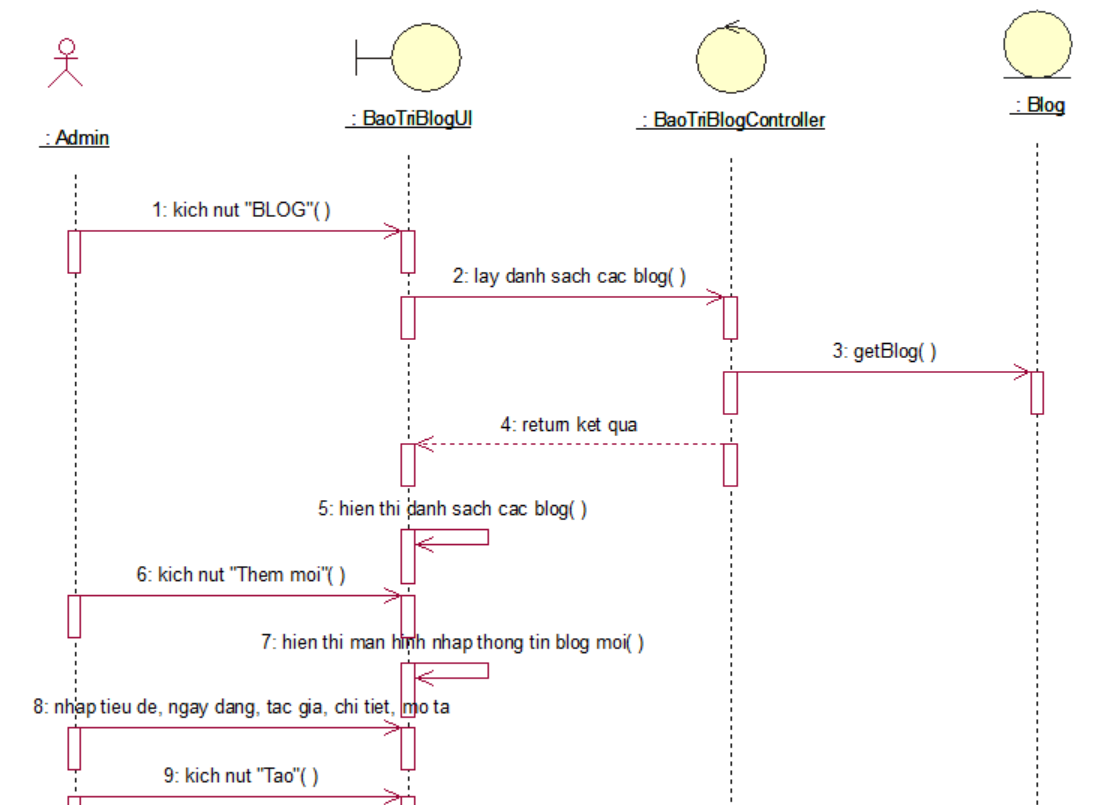 : Admin
: BaoTriBlogUI
: BaoTriBlogController
: Blog
1: kich nut "BLOG"( )
2: lay danh sach cac blog( )
3: getBlog( )
4: return ket qua
5: hien thi danh sach cac blog( )
6: kich nut "Them moi"( )
7: hien thi man hinh nhap thong tin blog moi( )
8: nhap tieu de, ngay dang, tac gia, chi tiet, mo ta
9: kich nut "Tao"( )